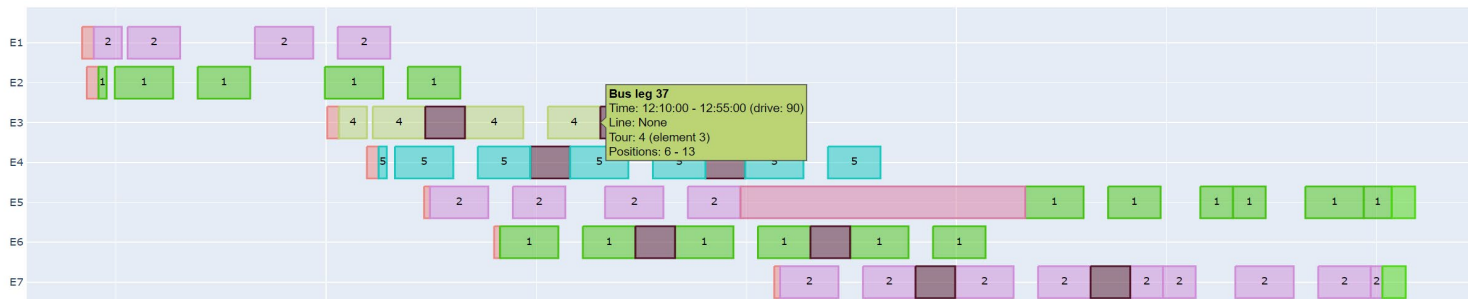 E1 2 2 2 2
E2 1 1 1 1 1
Bus leg 37
Time: 12:10:00 - 12:55:00 (drive: 90)
Line: None
Tour: 4 (element 3)
Positions: 6 - 13
E3 4 4 4 4
E4 5 5 5 5 5 5 5
E5 2 2 2 2 1 1 1 1 1 1
E6 1 1 1 1 1 1
E7 2 2 2 2 2 2 2 2 2